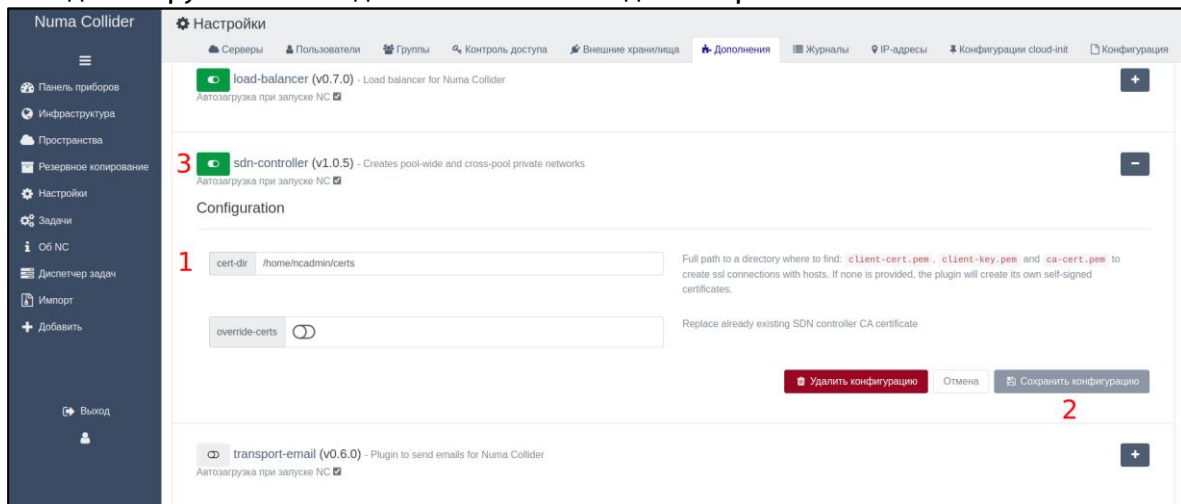 Numa Collider
Настройки
Серверы Пользователи Группы Контроль доступа Внешние хранилища Дополнения Журналы IP-адреса Конфигурации cloud-init Конфигурация
Панель приборов
Инфраструктура
Пространства
Резервное копирование
Настройки
Задачи
Об NC
Диспетчер задач
Импорт
Добавить
Выход
load-balancer (v0.7.0) - Load balancer for Numa Collider
Автозагрузка при запуске NC
3
sdn-controller (v1.0.5) - Creates pool-wide and cross-pool private networks
Автозагрузка при запуске NC
Configuration
1
cert-dir /home/ncadmin/certs
Full path to a directory where to find: client-cert.pem, client-key.pem and ca-cert.pem to
create ssl connections with hosts. If none is provided, the plugin will create its own self-signed
certificates.
override-certs
Replace already existing SDN controller CA certificate
Удалить конфигурацию Отмена Сохранить конфигурацию
2
transport-email (v0.6.0) - Plugin to send emails for Numa Collider
Автозагрузка при запуске NC